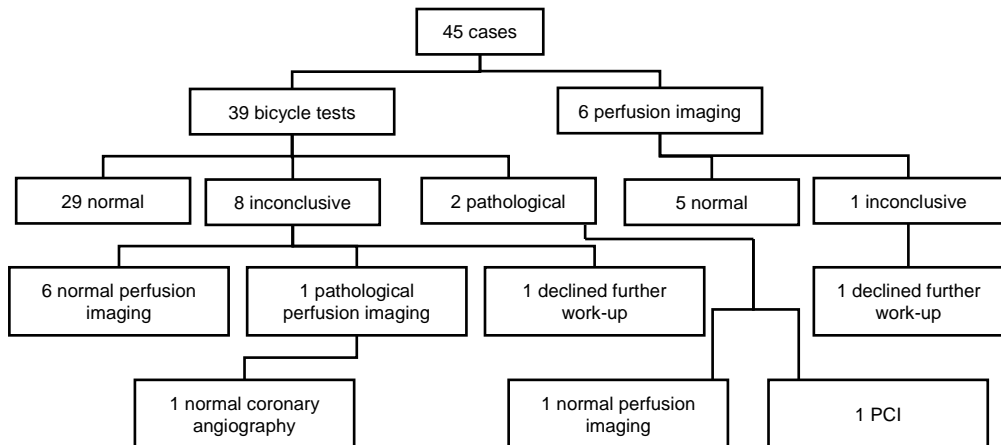 45 cases
39 bicycle tests
6 perfusion imaging
29 normal
8 inconclusive
2 pathological
5 normal
1 inconclusive
6 normal perfusion
imaging
1 pathological
perfusion imaging
1 declined further
work-up
1 declined further
work-up
1 normal coronary
angiography
1 normal perfusion
imaging
1 PCI